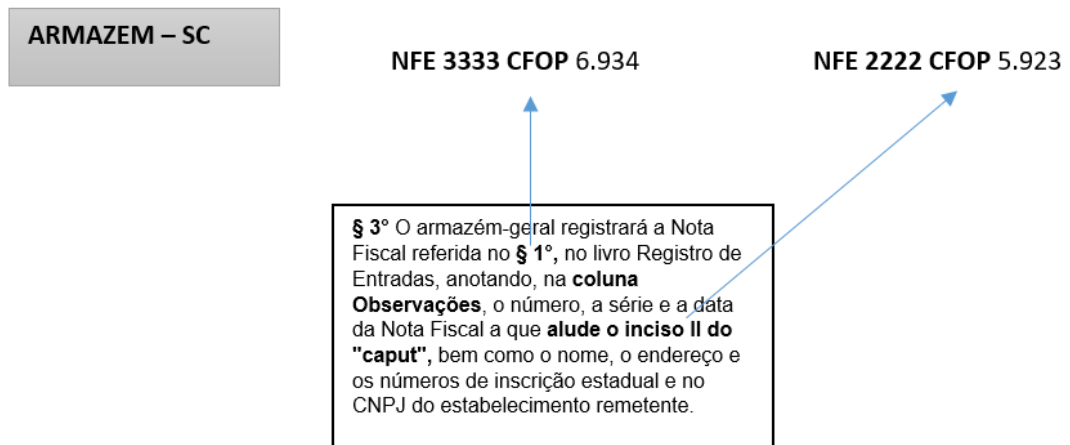 ARMAZEM – SC
NFE 3333 CFOP 6.934
NFE 2222 CFOP 5.923
§ 3° O armazém-geral registrará a Nota
Fiscal referida no § 1°, no livro Registro de
Entradas, anotando, na coluna
Observações, o número, a série e a data
da Nota Fiscal a que alude o inciso II do
"caput", bem como o nome, o endereço e
os números de inscrição estadual e no
CNPJ do estabelecimento remetente.